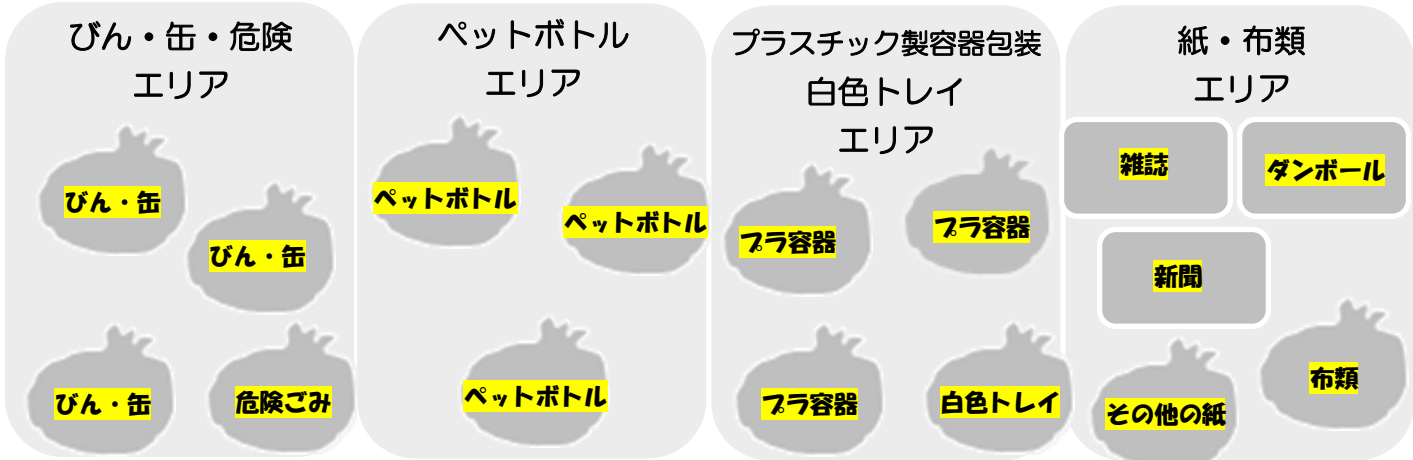 びん・缶・危険
エリア
びん・缶
びん・缶
びん・缶
危険ごみ
ペットボトル
エリア
ペットボトル
ペットボトル
ペットボトル
プラスチック製容器包装
白色トレイ
エリア
プラ容器
プラ容器
プラ容器
白色トレイ
紙・布類
エリア
雑誌
ダンボール
新聞
布類
その他の紙